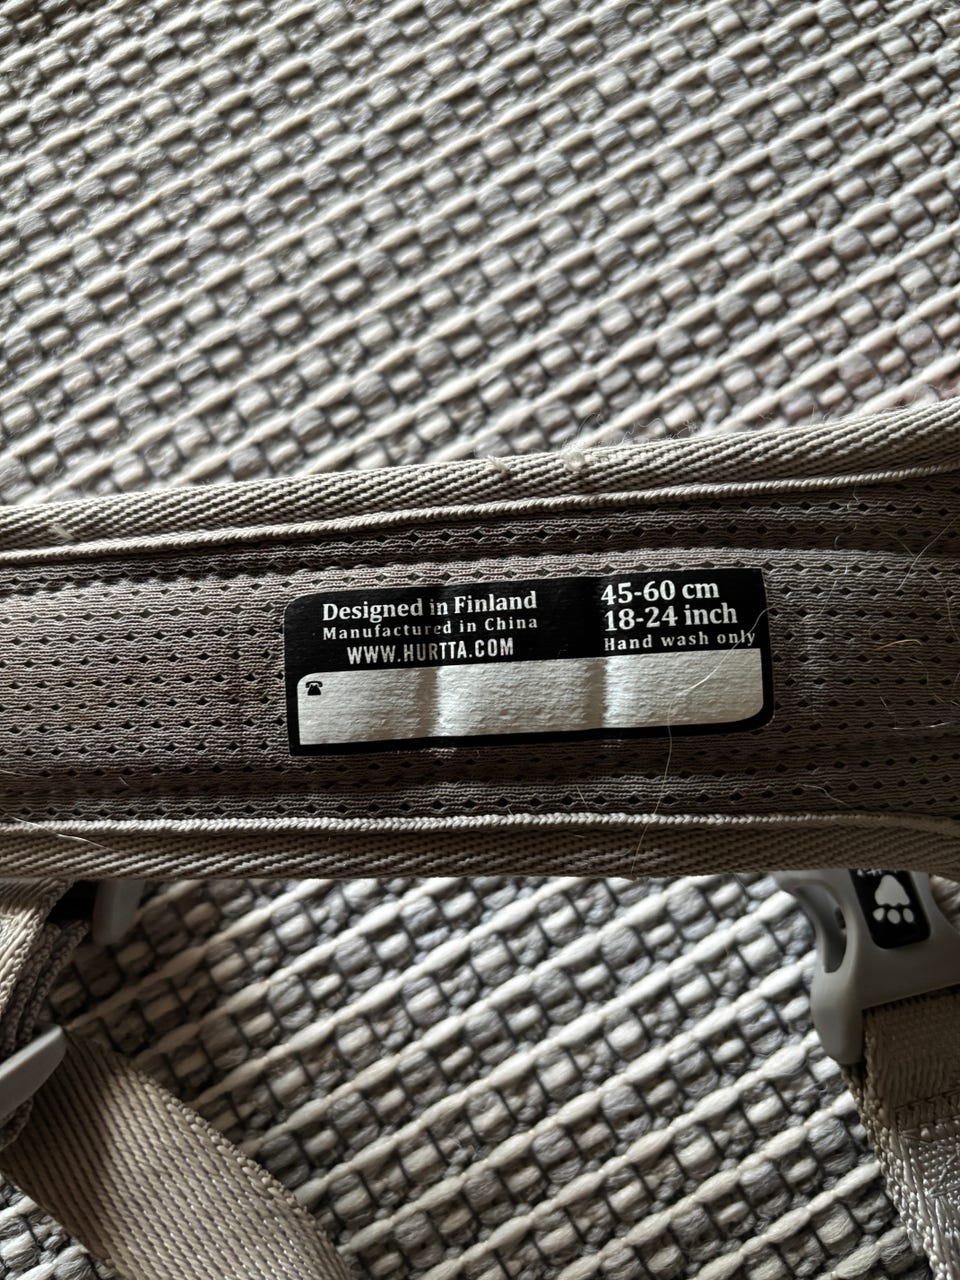 Designed in Finland
Manufactured in China
WWW.HURTTA.COM
45-60 cm
18-24 inch
Hand wash only